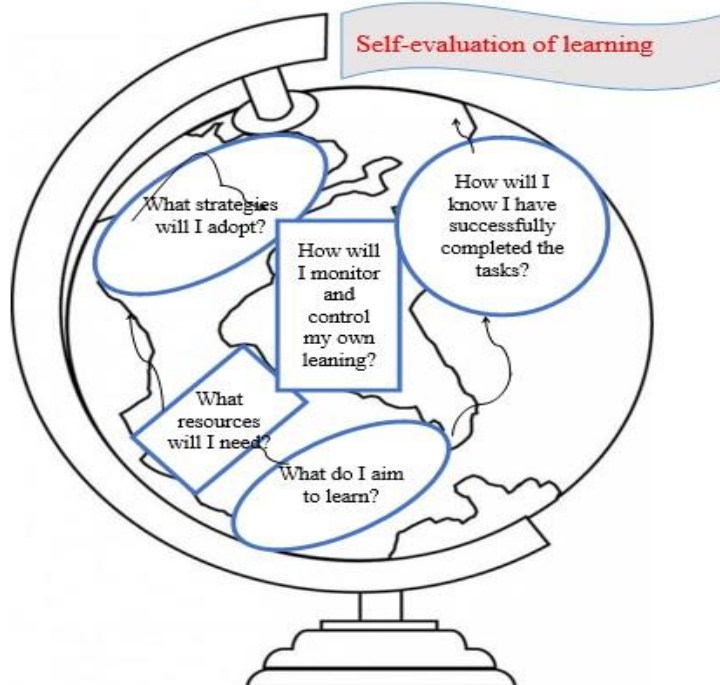 Self-evaluation of learning
What strategies
will I adopt?
How will I
know I have
successfully
completed the
tasks?
How will
I monitor
and
control
my own
leaning?
What
resources
will I need?
What do I aim
to learn?